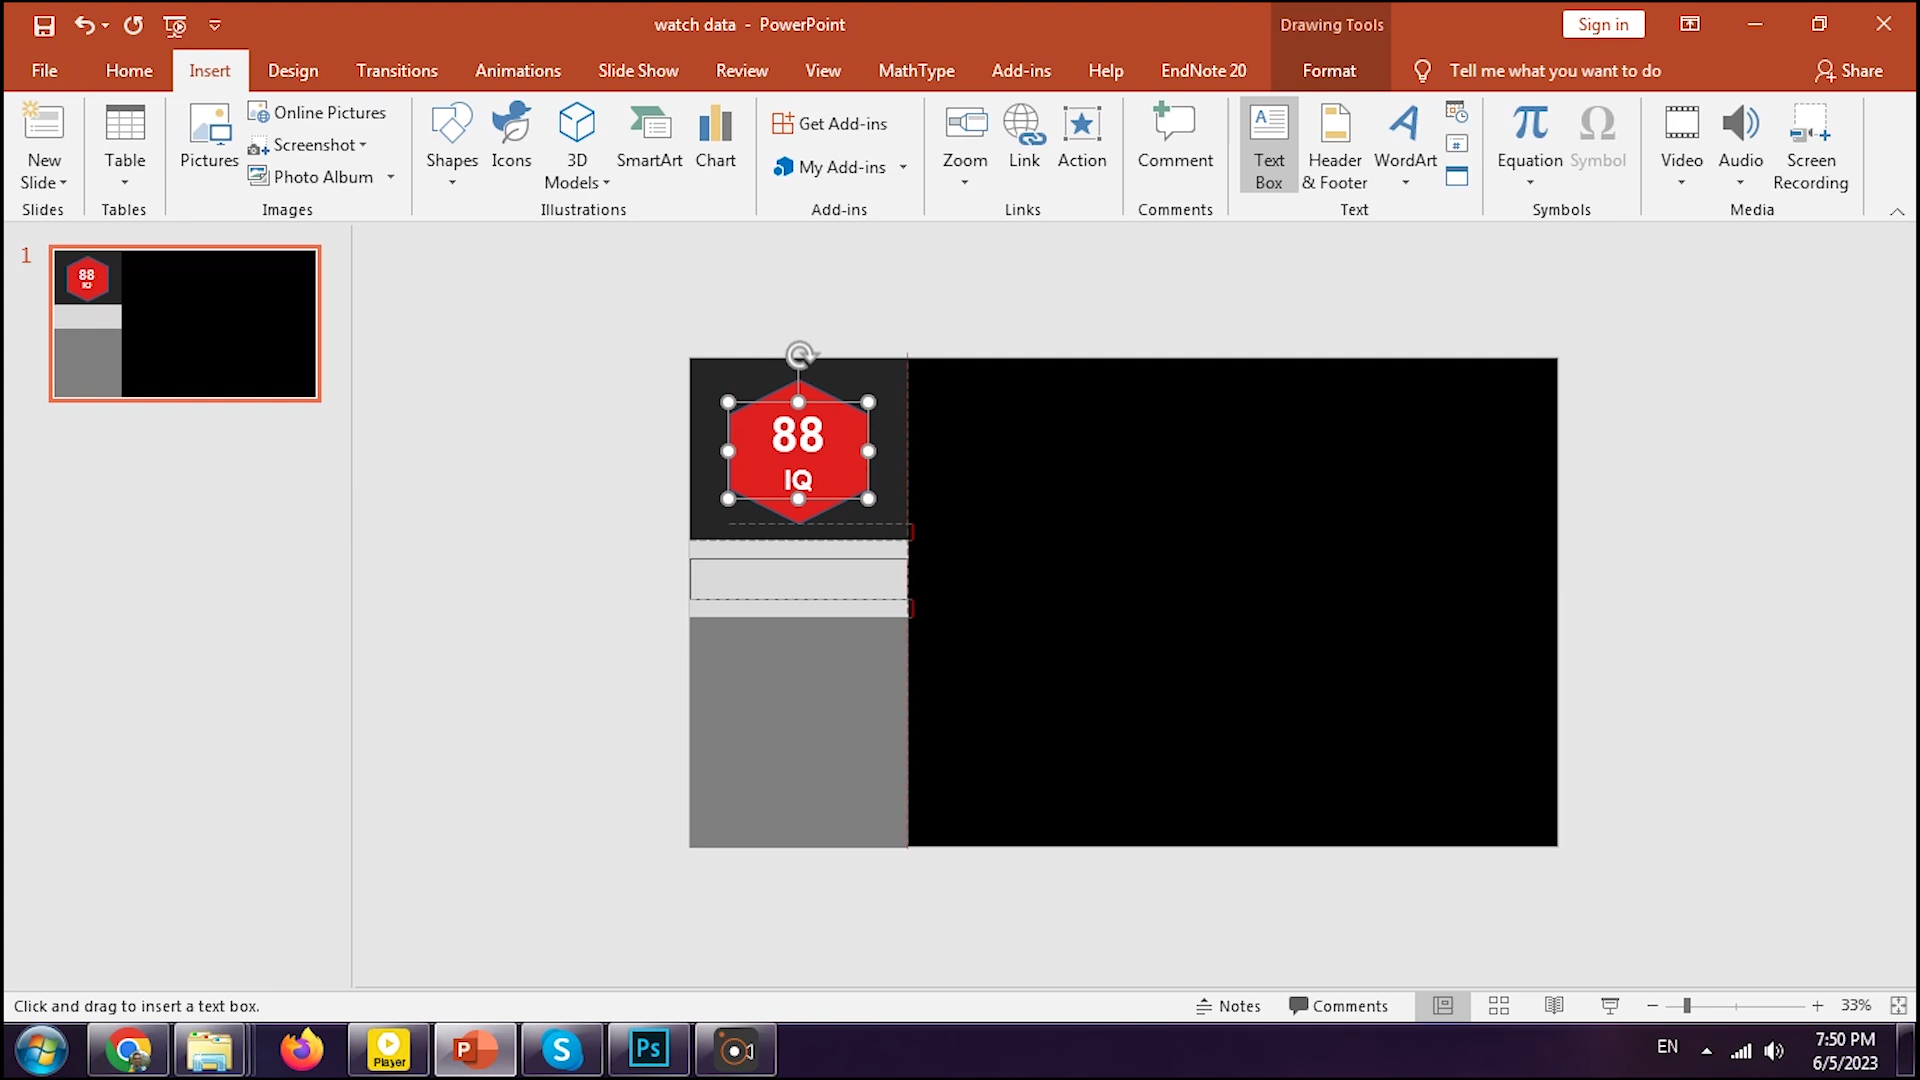 watch data - PowerPoint
Drawing Tools
Sign in
File Home Insert Design Transitions Animations Slide Show Review View MathType Add-ins Help EndNote 20 Format Tell me what you want to do Share
New Slide
Slides
Table
Tables
Pictures
Online Pictures
Screenshot
Photo Album
Images
Shapes
Icons
3D Models
SmartArt
Chart
Illustrations
Get Add-ins
My Add-ins
Add-ins
Zoom
Link
Action
Links
Comment
Comments
A
Text Box
Header & Footer
A
WordArt
#
Text
π
Equation
Ω
Symbol
Symbols
Video
Audio
Screen Recording
Media
1
88
IQ
88
IQ
Click and drag to insert a text box.
Notes
Comments
33%
Player
P
S
Ps
EN
7:50 PM
6/5/2023